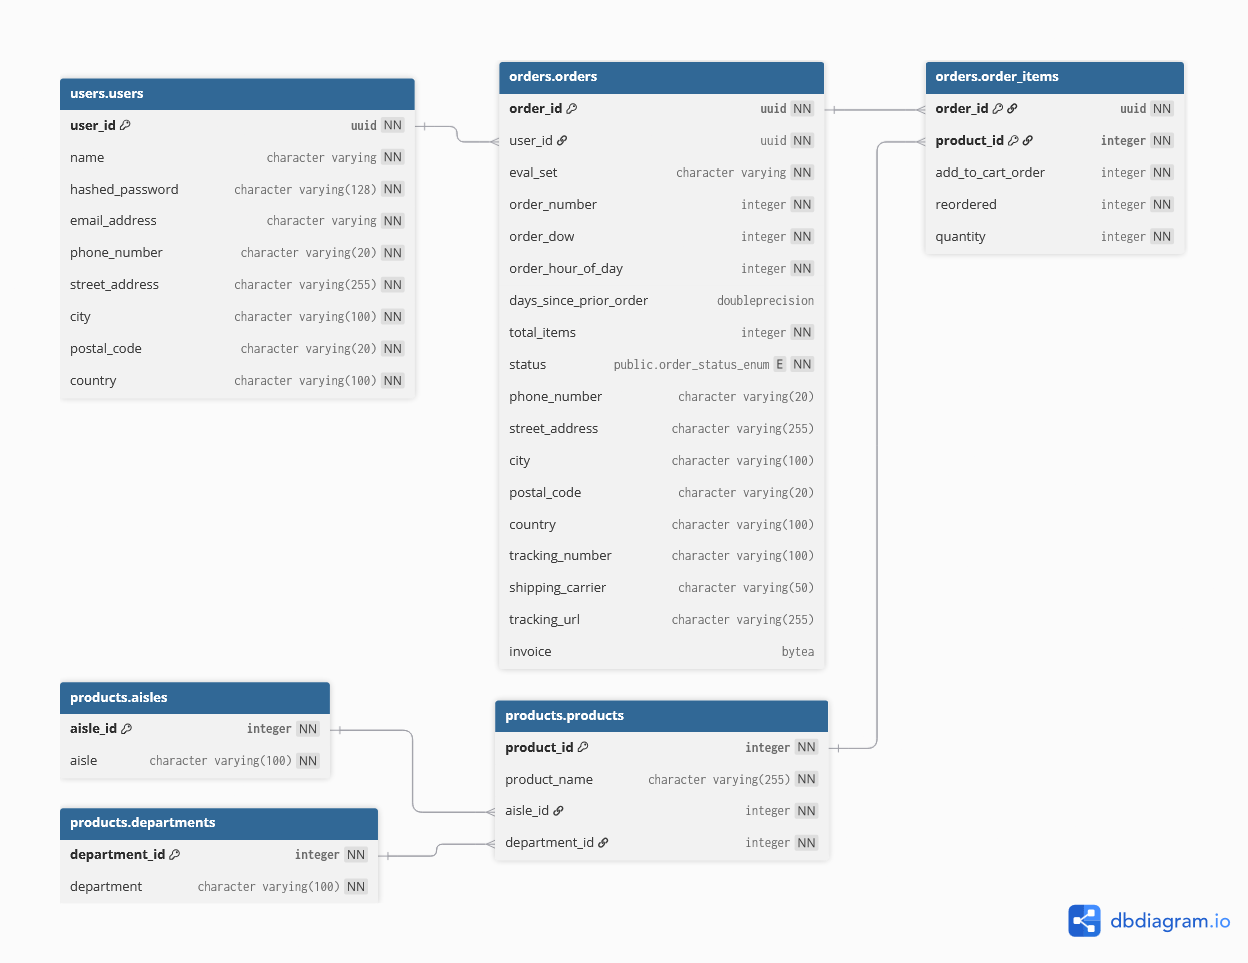 users.users
user_id uuid NN
name character varying NN
hashed_password character varying(128) NN
email_address character varying NN
phone_number character varying(20) NN
street_address character varying(255) NN
city character varying(100) NN
postal_code character varying(20) NN
country character varying(100) NN
orders.orders
order_id uuid NN
user_id uuid NN
eval_set character varying NN
order_number integer NN
order_dow integer NN
order_hour_of_day integer NN
days_since_prior_order doubleprecision
total_items integer NN
status public.order_status_enum E NN
phone_number character varying(20)
street_address character varying(255)
city character varying(100)
postal_code character varying(20)
country character varying(100)
tracking_number character varying(100)
shipping_carrier character varying(50)
tracking_url character varying(255)
invoice bytea
orders.order_items
order_id uuid NN
product_id integer NN
add_to_cart_order integer NN
reordered integer NN
quantity integer NN
products.aisles
aisle_id integer NN
aisle character varying(100) NN
products.departments
department_id integer NN
department character varying(100) NN
products.products
product_id integer NN
product_name character varying(255) NN
aisle_id integer NN
department_id integer NN
dbdiagram.io